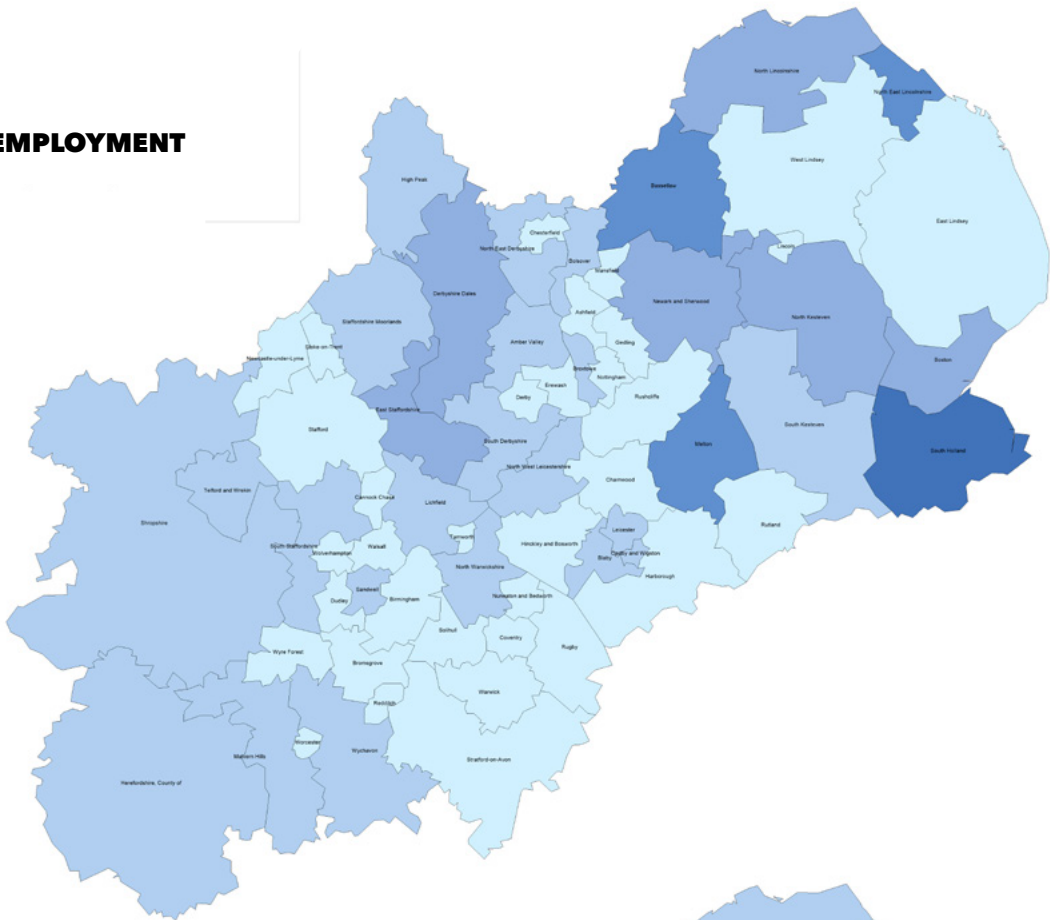 EMPLOYMENT
North Lincolnshire
North East Lincolnshire
High Peak
West Lindsey
Bassetlaw
East Lindsey
Chesterfield
North East Derbyshire
Lincoln
Bolsover
Mansfield
Derbyshire Dales
Newark and Sherwood
Ashfield
North Kesteven
Staffordshire Moorlands
Gedling
Amber Valley
Stoke-on-Trent
Newcastle-under-Lyme
Boston
Broxtowe
Nottingham
Erewash
Derby
Rushcliffe
East Staffordshire
Stafford
South Derbyshire
Melton
South Kesteven
South Holland
North West Leicestershire
Charnwood
Telford and Wrekin
Cannock Chase
Lichfield
Shropshire
Rutland
Leicester
Tamworth
South Staffordshire
Walsall
Hinckley and Bosworth
Wolverhampton
Oadby and Wigston
Blaby
North Warwickshire
Harborough
Sandwell
Nuneaton and Bedworth
Dudley
Birmingham
Solihull
Coventry
Rugby
Wyre Forest
Bromsgrove
Warwick
Redditch
Worcester
Wychavon
Malvern Hills
Stratford-on-Avon
Herefordshire, County of